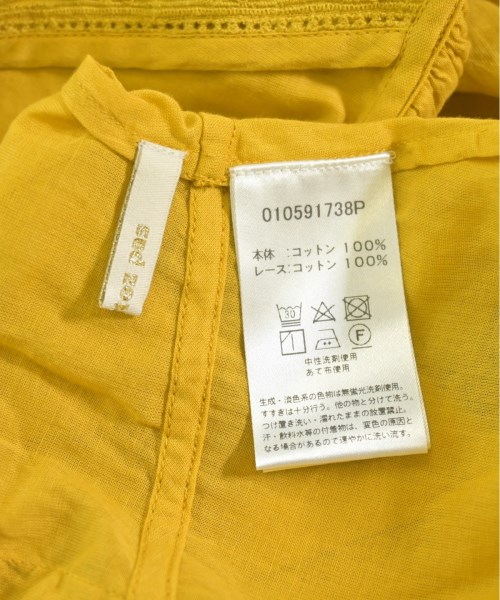 tez pes
010591738P
本体 :コットン 100%
レース:コットン 100%
30
F
中性洗剤使用
あて布使用
生成・淡色系の色物は無蛍光洗剤使用。
すすぎは十分行う。他の物と分けて洗う。
つけ置き洗い・濡れたままの放置禁止。
汗・飲料水等の付着物は、変色の原因と
なる場合があるので速やかに洗い流す。